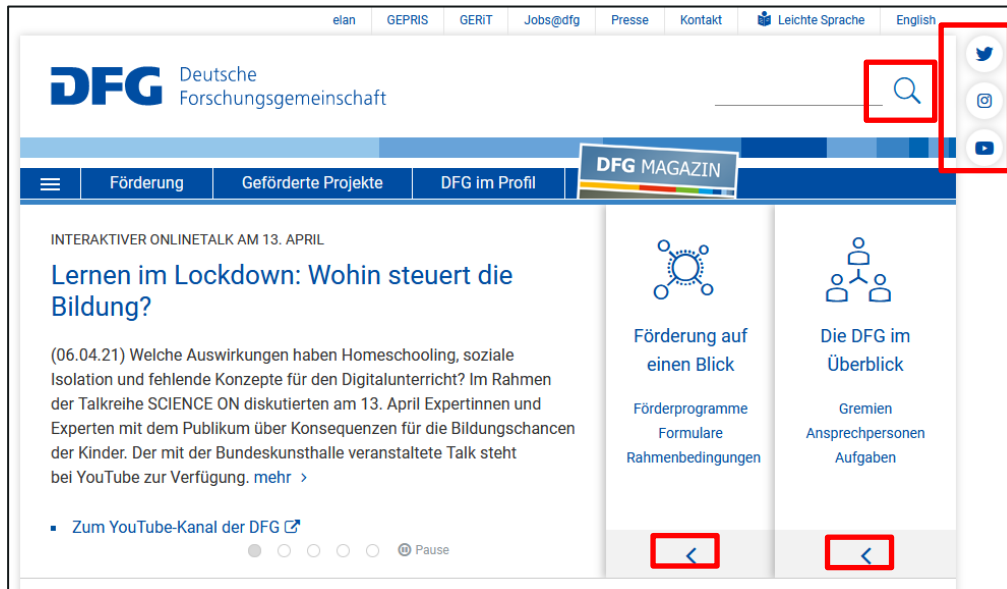 elan GEPRIS GERiT Jobs@dfg Presse Kontakt Leichte Sprache English
DFG Deutsche
Forschungsgemeinschaft
DFG MAGAZIN
Förderung Geförderte Projekte DFG im Profil
INTERAKTIVER ONLINETALK AM 13. APRIL
Lernen im Lockdown: Wohin steuert die
Bildung?
(06.04.21) Welche Auswirkungen haben Homeschooling, soziale
Isolation und fehlende Konzepte für den Digitalunterricht? Im Rahmen
der Talkreihe SCIENCE ON diskutierten am 13. April Expertinnen und
Experten mit dem Publikum über Konsequenzen für die Bildungschancen
der Kinder. Der mit der Bundeskunsthalle veranstaltete Talk steht
bei YouTube zur Verfügung. mehr ›
Zum YouTube-Kanal der DFG
Pause
Förderung auf
einen Blick
Förderprogramme
Formulare
Rahmenbedingungen
Die DFG im
Überblick
Gremien
Ansprechpersonen
Aufgaben